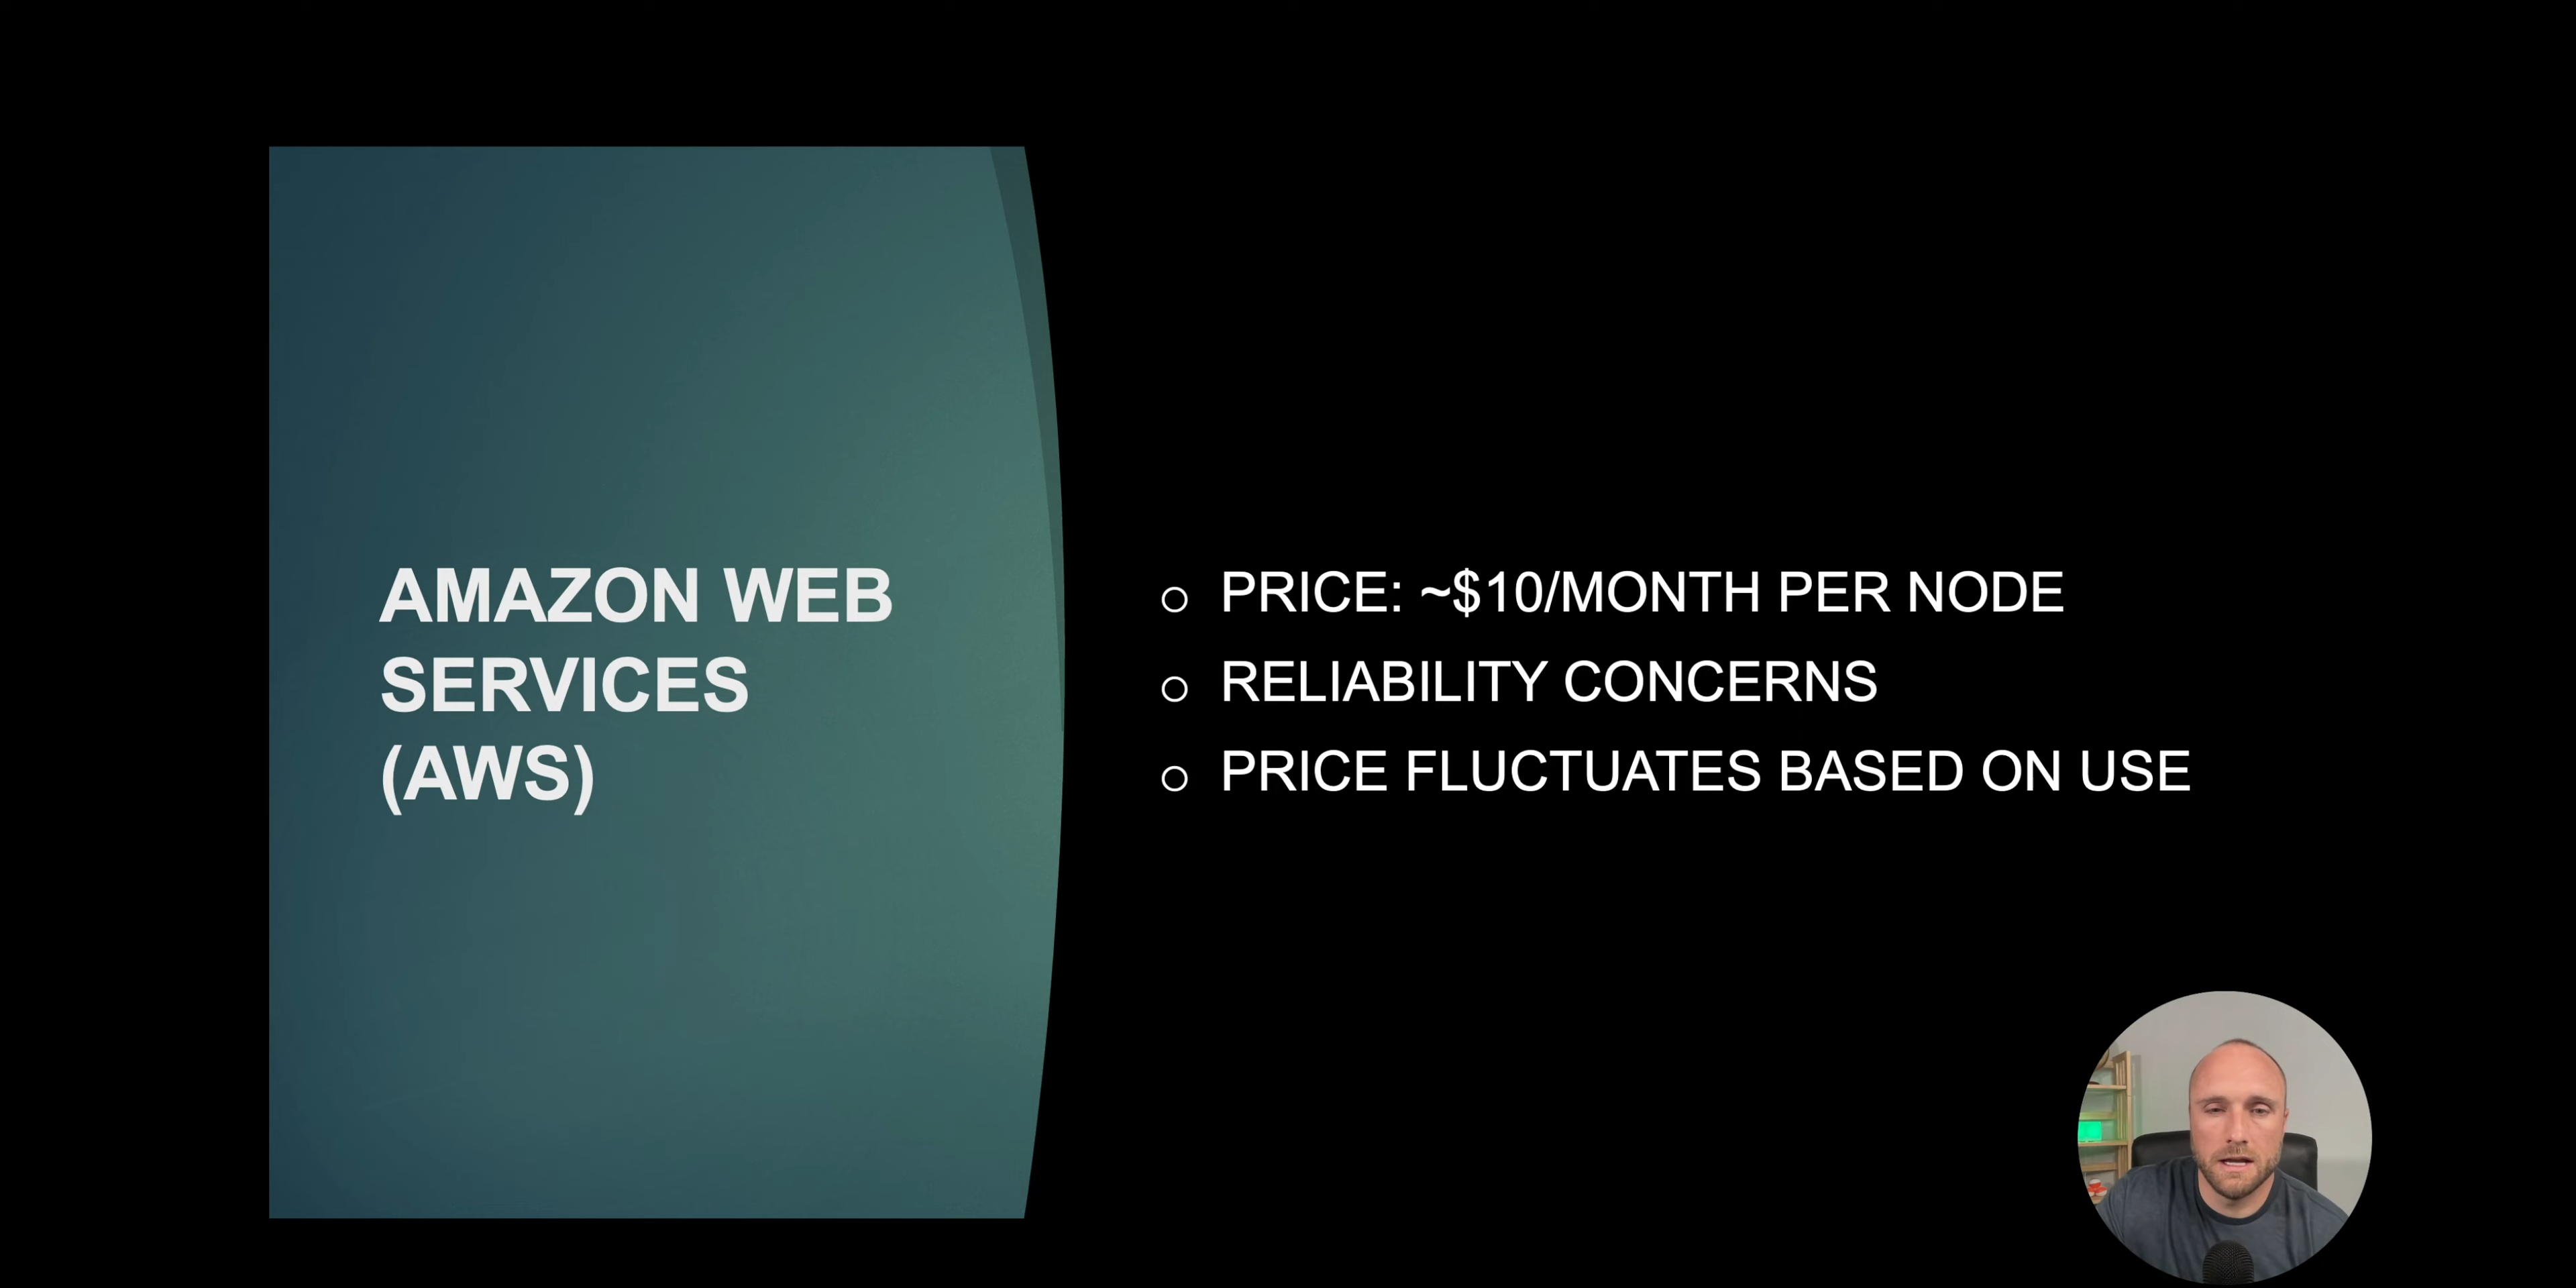 AMAZON WEB
SERVICES
(AWS)
○ PRICE: ~$10/MONTH PER NODE
○ RELIABILITY CONCERNS
○ PRICE FLUCTUATES BASED ON USE